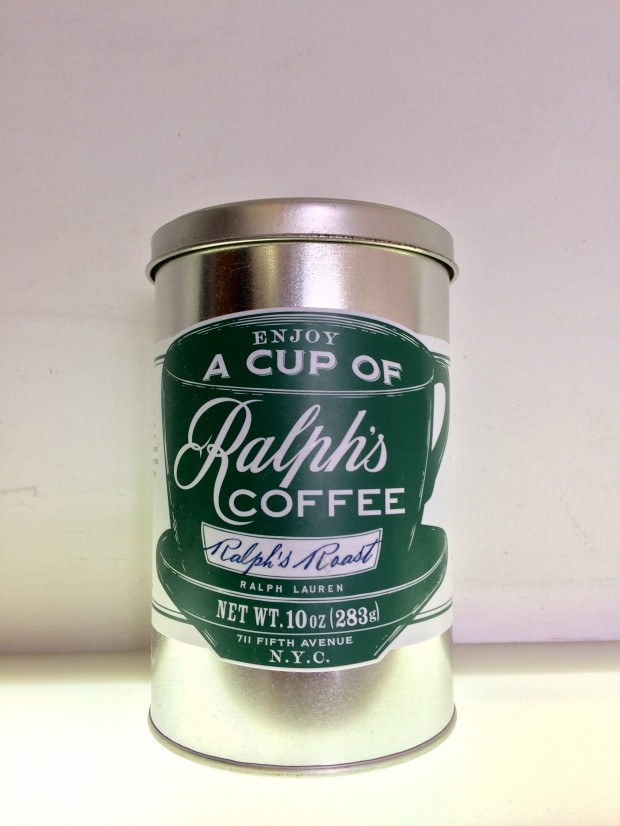 ENJOY
A CUP OF
Ralph's
COFFEE
Ralph's Roast
RALPH LAUREN
NET WT. 10 OZ (283g)
711 FIFTH AVENUE
N.Y.C.